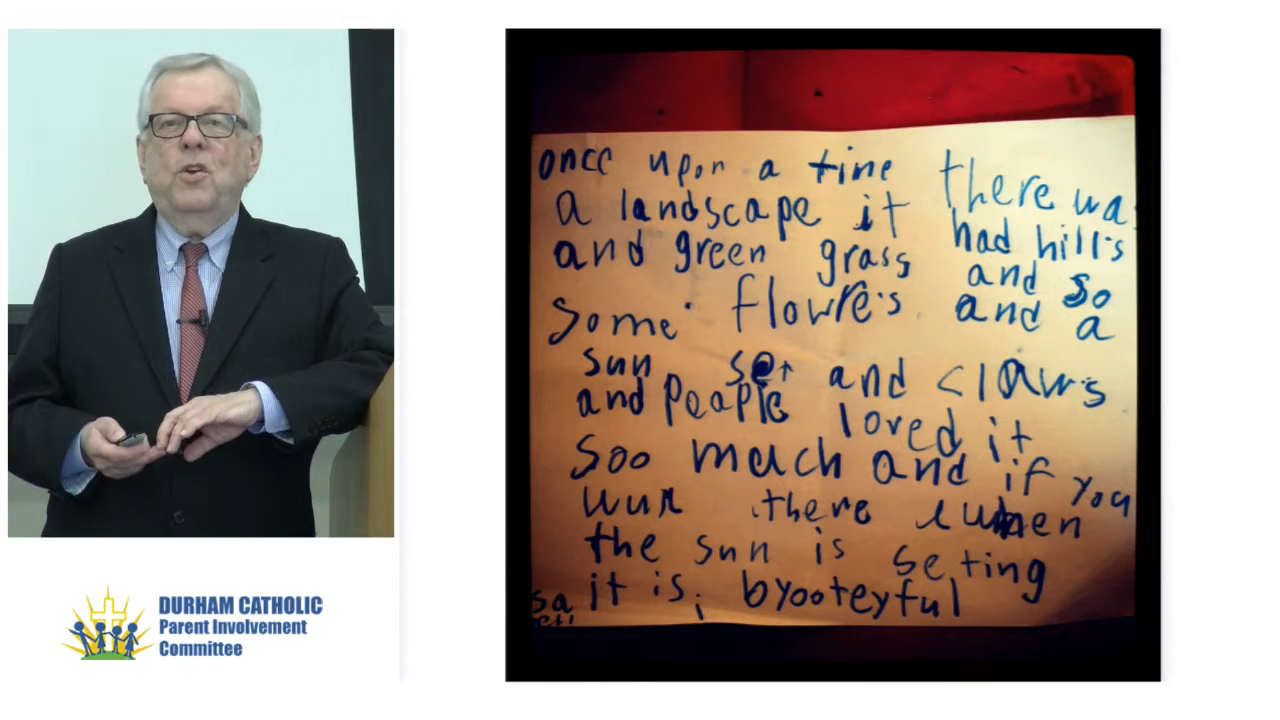 once upon a time there wa
a landscape it had hills
and green grass and so
some flowre's and a
sun set and claws
and peaple loved it
soo much and if you
wur there when
the sun is seting
it is byooteyful
DURHAM CATHOLIC
Parent Involvement
Committee